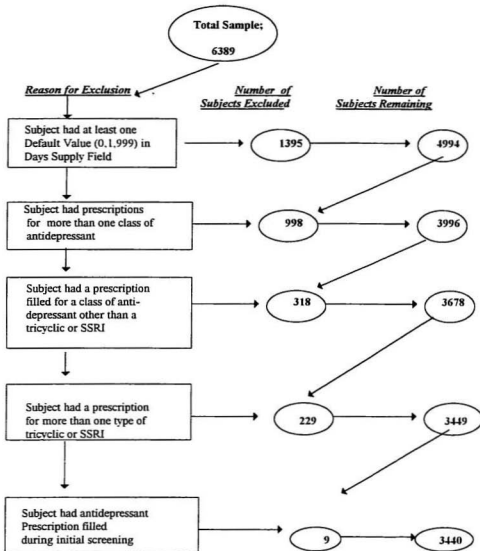 Total Sample;
6389
Reason for Exclusion
Number of
Subjects Excluded
Number of
Subjects Remaining
Subject had at least one
Default Value (0,1,999) in
Days Supply Field
1395
4994
Subject had prescriptions
for more than one class of
antidepressant
998
3996
Subject had a prescription
filled for a class of anti-
depressant other than a
tricyclic or SSRI
318
3678
Subject had a prescription
for more than one type of
tricyclic or SSRI
229
3449
Subject had antidepressant
Prescription filled
during initial screening
9
3440